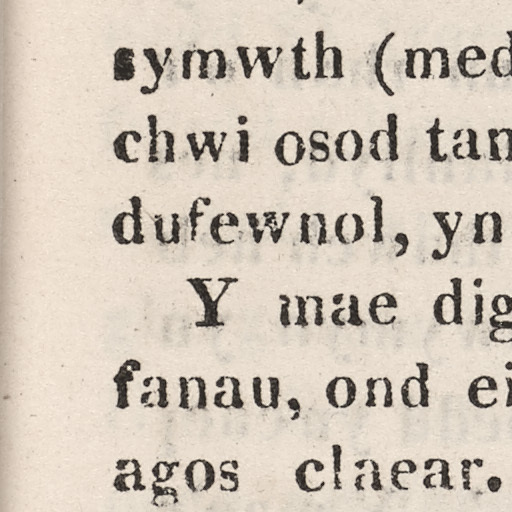 symwth (med
chwi osod tan
dufewnol, yn
Y mae dig
fanau, ond ei
agos claear.